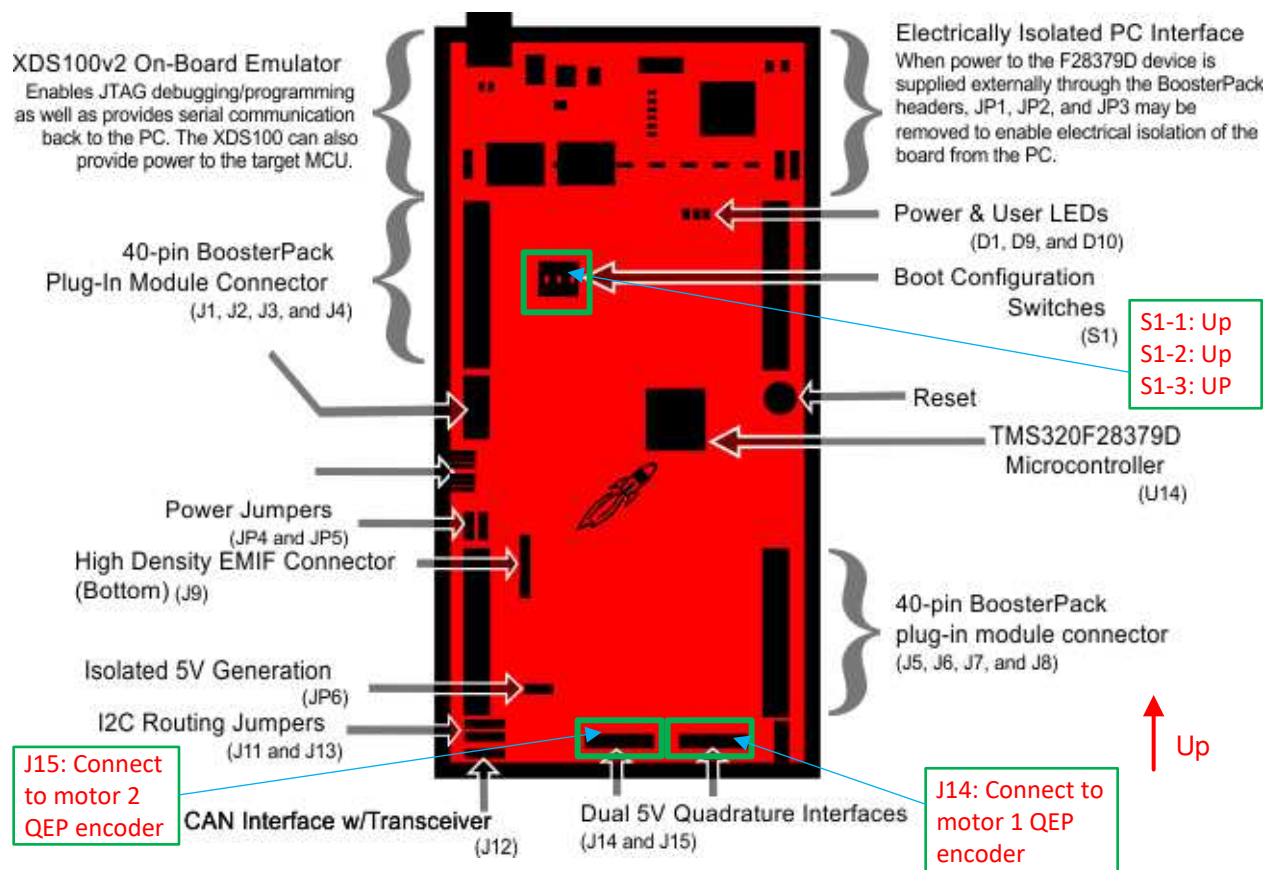 XDS100v2 On-Board Emulator
Enables JTAG debugging/programming
as well as provides serial communication
back to the PC. The XDS100 can also
provide power to the target MCU.
40-pin BoosterPack
Plug-In Module Connector
(J1, J2, J3, and J4)
Power Jumpers
(JP4 and JP5)
High Density EMIF Connector
(Bottom) (J9)
Isolated 5V Generation
(JP6)
I2C Routing Jumpers
(J11 and J13)
J15: Connect
to motor 2
QEP encoder
CAN Interface w/Transceiver
(J12)
Electrically Isolated PC Interface
When power to the F28379D device is
supplied externally through the BoosterPack
headers, JP1, JP2, and JP3 may be
removed to enable electrical isolation of the
board from the PC.
Power & User LEDs
(D1, D9, and D10)
Boot Configuration
Switches
(S1)
S1-1: Up
S1-2: Up
S1-3: UP
Reset
TMS320F28379D
Microcontroller
(U14)
40-pin BoosterPack
plug-in module connector
(J5, J6, J7, and J8)
Up
Dual 5V Quadrature Interfaces
(J14 and J15)
J14: Connect to
motor 1 QEP
encoder